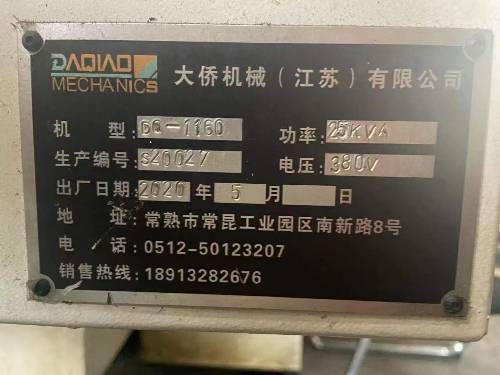 DAQIAO
MECHANICS
大侨机械（江苏）有限公司
机 型: DQ-1160 功率: 25KVA
生产编号: S20027 电压: 380V
出厂日期: 2020 年 5 月 日
地 址: 常熟市常昆工业园区南新路8号
电 话: 0512-50123207
销售热线: 18913282676